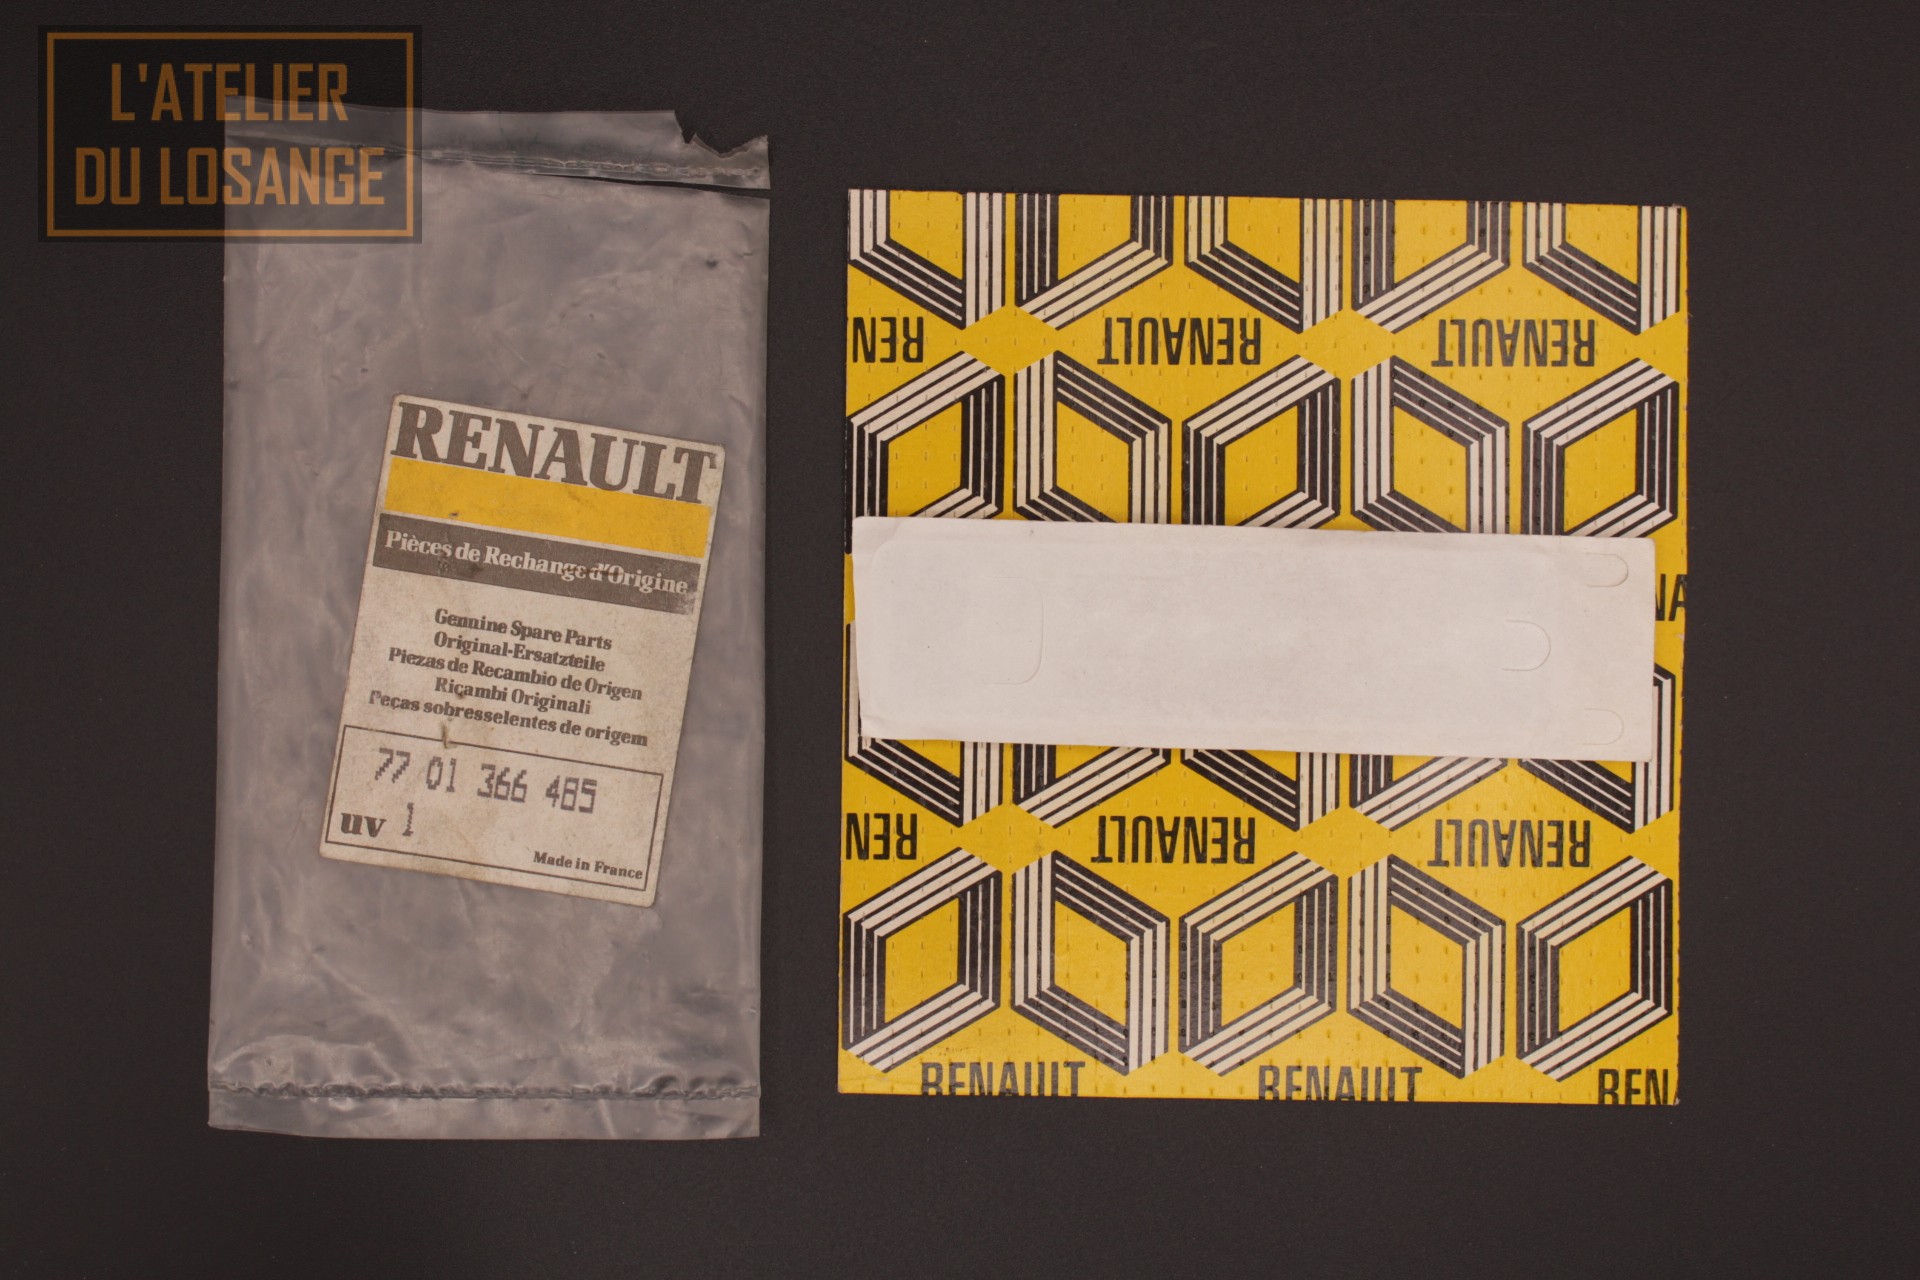 L'ATELIER
DU LOSANGE
RENAULT
Pièces de Rechange d'Origine
Genuine Spare Parts
Original-Ersatzteile
Piezas de Recambio de Origen
Ricambi Originali
Peças sobresselentes de origem
77 01 366 485
uv 1
Made in France
REN RENAULT RENAULT
NA
REN RENAULT RENAULT
RENAULT RENAULT REN